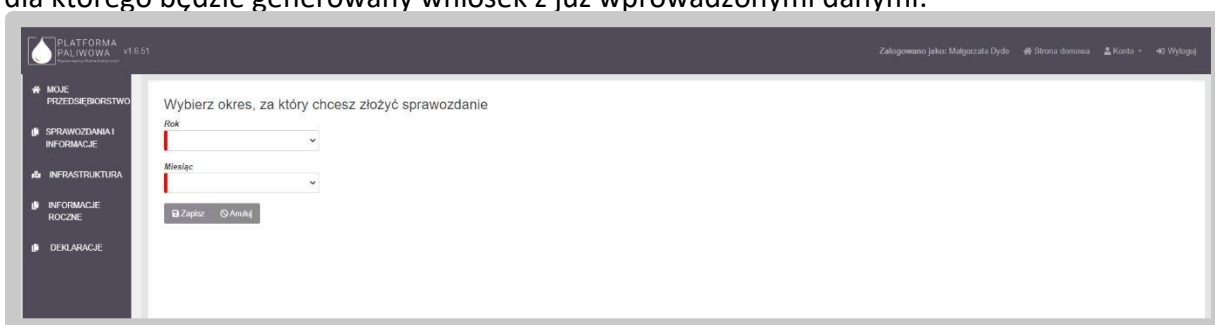 dla którego będzie generowany wniosek z już wprowadzonymi danymi.
PLATFORMA
PALIWOWA v1.6.51
Zalogowano jako: Małgorzata Dydo Strona domowa Konto Wyloguj
MOJE
PRZEDSIĘBIORSTWO
SPRAWOZDANIA I
INFORMACJE
INFRASTRUKTURA
INFORMACJE
ROCZNE
DEKLARACJE
Wybierz okres, za który chcesz złożyć sprawozdanie
Rok
Miesiąc
Zapisz Anuluj